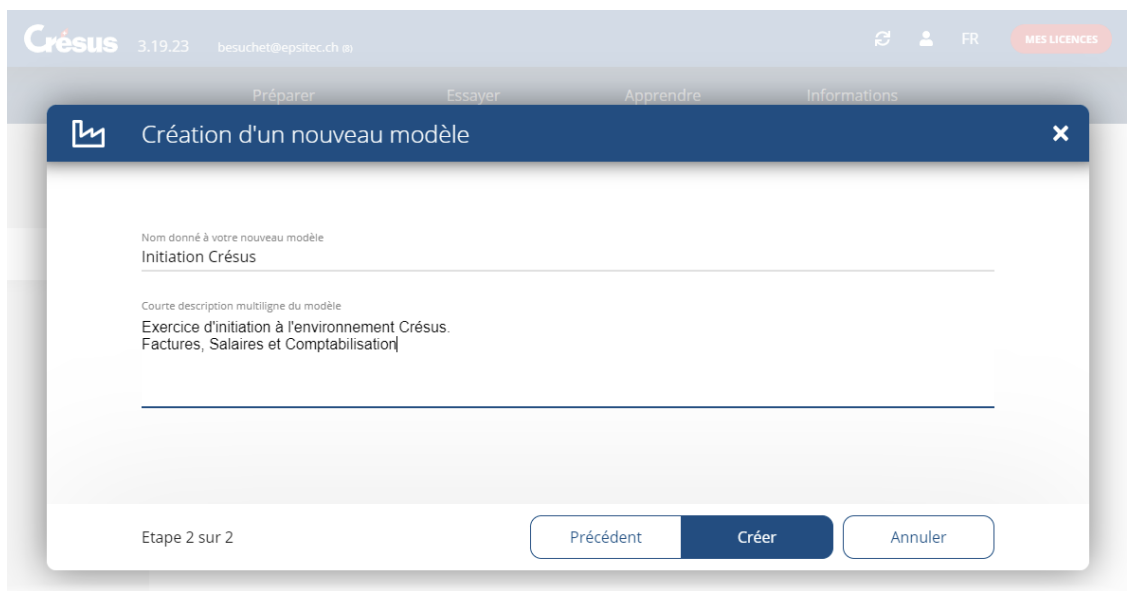 Crésus 3.19.23 besuchet@epsitec.ch (B) FR MES LICENCES
Préparer Essayer Apprendre Informations
Création d'un nouveau modèle
Nom donné à votre nouveau modèle
Initiation Crésus
Courte description multiligne du modèle
Exercice d'initiation à l'environnement Crésus.
Factures, Salaires et Comptabilisation
Etape 2 sur 2 Précédent Créer Annuler